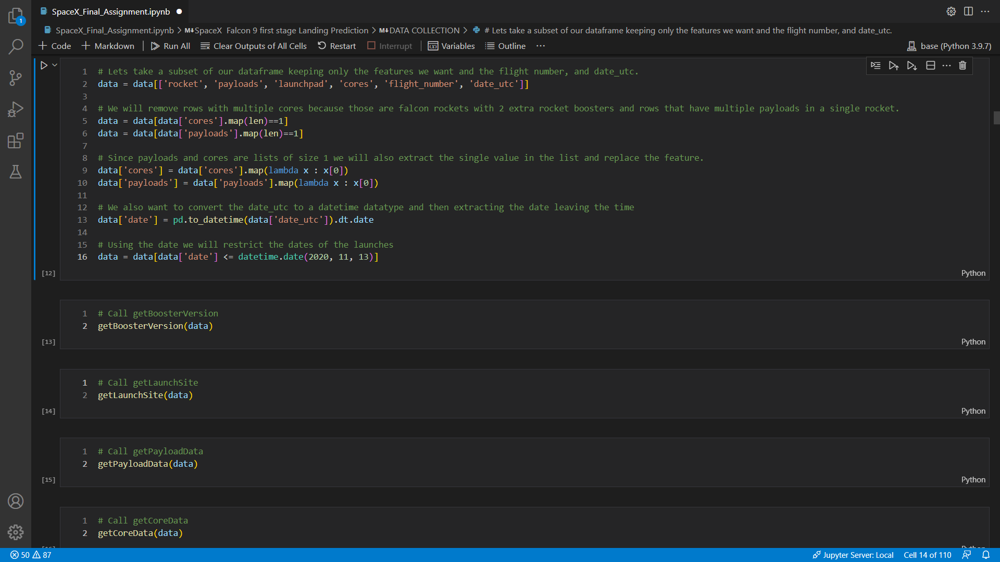 1
SpaceX_Final_Assignment.ipynb
SpaceX_Final_Assignment.ipynb > M↓SpaceX Falcon 9 first stage Landing Prediction > M↓DATA COLLECTION > # Lets take a subset of our dataframe keeping only the features we want and the flight number, and date_utc.
+ Code + Markdown | Run All Clear Outputs of All Cells Restart Interrupt | Variables Outline ... base (Python 3.9.7)
1 # Lets take a subset of our dataframe keeping only the features we want and the flight number, and date_utc.
2 data = data[['rocket', 'payloads', 'launchpad', 'cores', 'flight_number', 'date_utc']]
3
4 # We will remove rows with multiple cores because those are falcon rockets with 2 extra rocket boosters and rows that have multiple payloads in a single rocket.
5 data = data[data['cores'].map(len)==1]
6 data = data[data['payloads'].map(len)==1]
7
8 # Since payloads and cores are lists of size 1 we will also extract the single value in the list and replace the feature.
9 data['cores'] = data['cores'].map(lambda x : x[0])
10 data['payloads'] = data['payloads'].map(lambda x : x[0])
11
12 # We also want to convert the date_utc to a datetime datatype and then extracting the date leaving the time
13 data['date'] = pd.to_datetime(data['date_utc']).dt.date
14
15 # Using the date we will restrict the dates of the launches
16 data = data[data['date'] <= datetime.date(2020, 11, 13)]
[12] Python
1 # Call getBoosterVersion
2 getBoosterVersion(data)
[13] Python
1 # Call getLaunchSite
2 getLaunchSite(data)
[14] Python
1 # Call getPayloadData
2 getPayloadData(data)
[15] Python
1 # Call getCoreData
2 getCoreData(data)
50 87 Jupyter Server: Local Cell 14 of 110